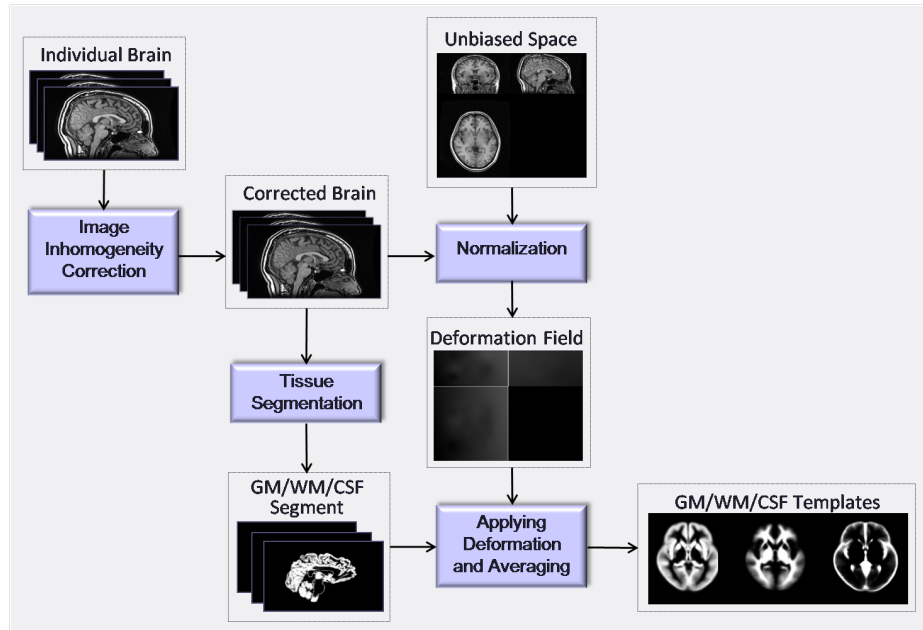 Individual Brain
Unbiased Space
Image
Inhomogeneity
Correction
Corrected Brain
Normalization
Tissue
Segmentation
Deformation Field
GM/WM/CSF
Segment
Applying
Deformation
and Averaging
GM/WM/CSF Templates